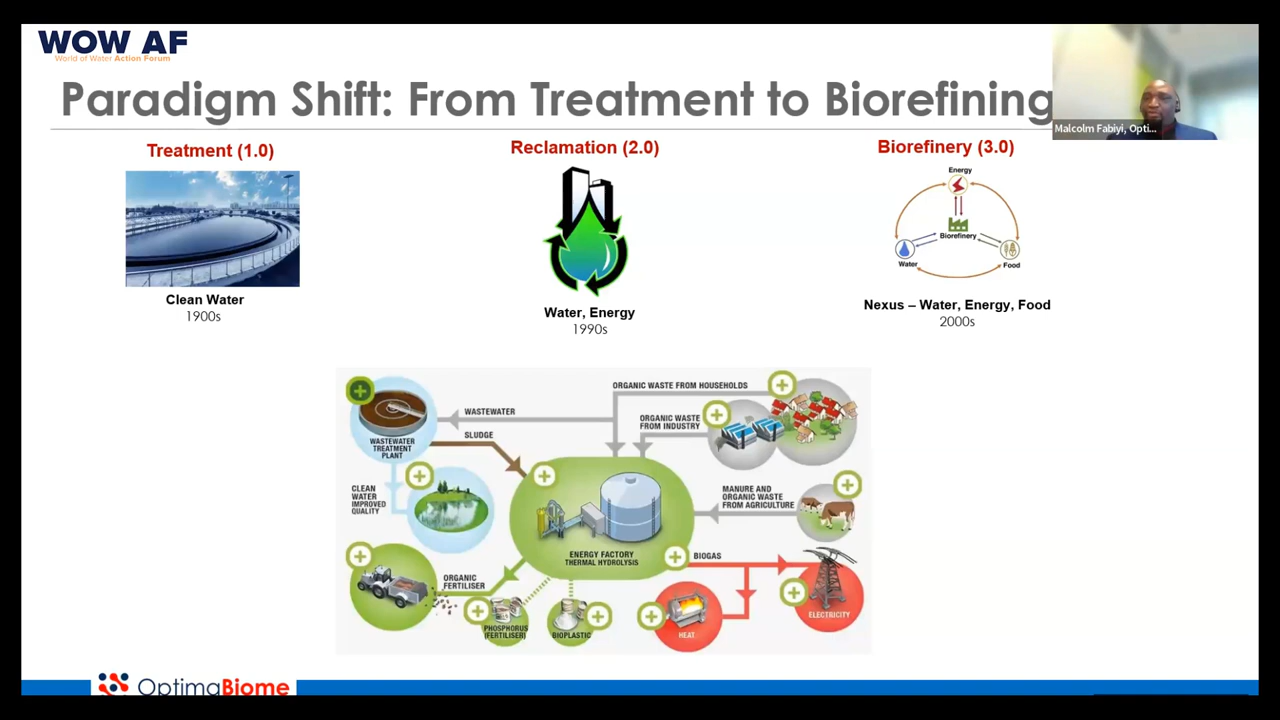 WOW AF
World of Water Action Forum
Paradigm Shift: From Treatment to Biorefining
Malcolm Fabiyi, Opti...
Treatment (1.0)
Clean Water
1900s
Reclamation (2.0)
Water, Energy
1990s
Biorefinery (3.0)
Energy
Biorefinery
Water
Food
Nexus – Water, Energy, Food
2000s
ORGANIC WASTE FROM HOUSEHOLDS
WASTEWATER
ORGANIC WASTE
FROM INDUSTRY
WASTEWATER
TREATMENT
PLANT
SLUDGE
CLEAN
WATER
IMPROVED
QUALITY
MANURE AND
ORGANIC WASTE
FROM AGRICULTURE
ENERGY FACTORY
THERMAL HYDROLYSIS
BIOGAS
ORGANIC
FERTILISER
PHOSPHORUS
(FERTILISER)
BIOPLASTIC
HEAT
ELECTRICITY
OptimaBiome